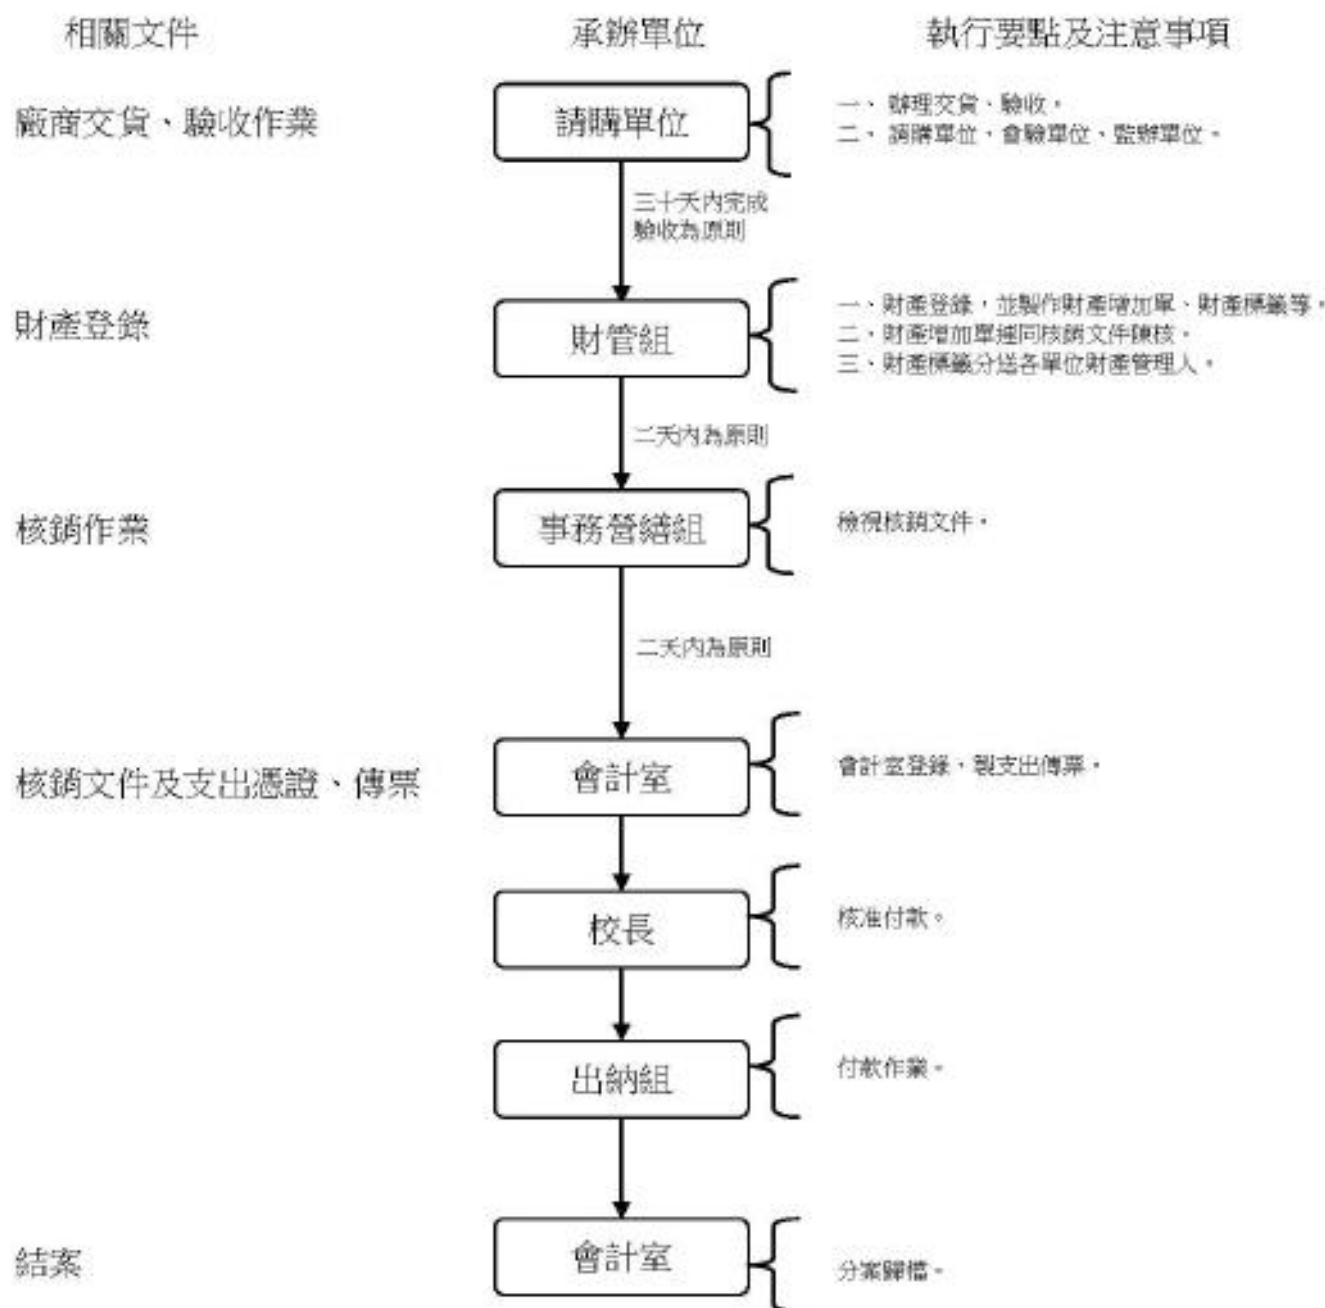 相關文件
承辦單位
執行要點及注意事項
廠商交貨、驗收作業
請購單位
一、 辦理交貨、驗收。
二、 請購單位、會驗單位、監辦單位。
三十天內完成
驗收為原則
財產登錄
財管組
一、財產登錄，並製作財產增加單、財產標籤等。
二、財產增加單連同核銷文件陳核。
三、財產標籤分送各單位財產管理人。
二天內為原則
核銷作業
事務營繕組
檢視核銷文件。
二天內為原則
核銷文件及支出憑證、傳票
會計室
會計室登錄、製支出傳票。
校長
核准付款。
出納組
付款作業。
結案
會計室
分案歸檔。